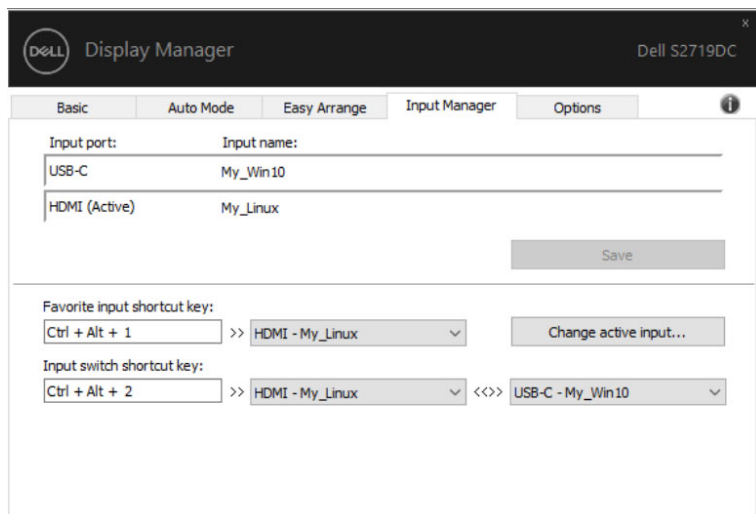 x
DELL Display Manager Dell S2719DC
Basic Auto Mode Easy Arrange Input Manager Options i
Input port: Input name:
USB-C My_Win10
HDMI (Active) My_Linux
Save
Favorite input shortcut key:
Ctrl + Alt + 1 >> HDMI - My_Linux Change active input...
Input switch shortcut key:
Ctrl + Alt + 2 >> HDMI - My_Linux <<>> USB-C - My_Win10